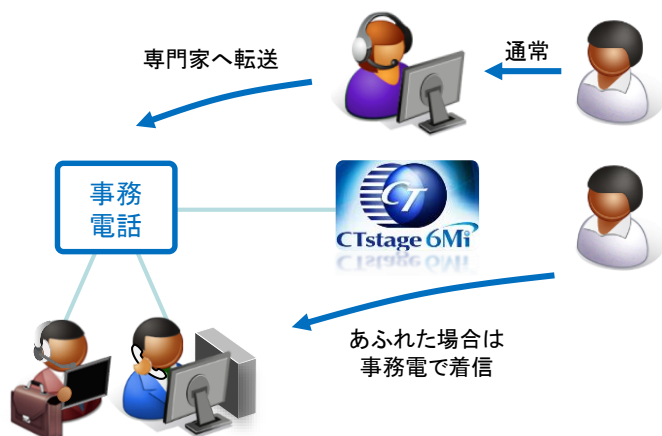 専門家へ転送
通常
事務
電話
CT
CTstage 6Mi
あふれた場合は
事務電で着信